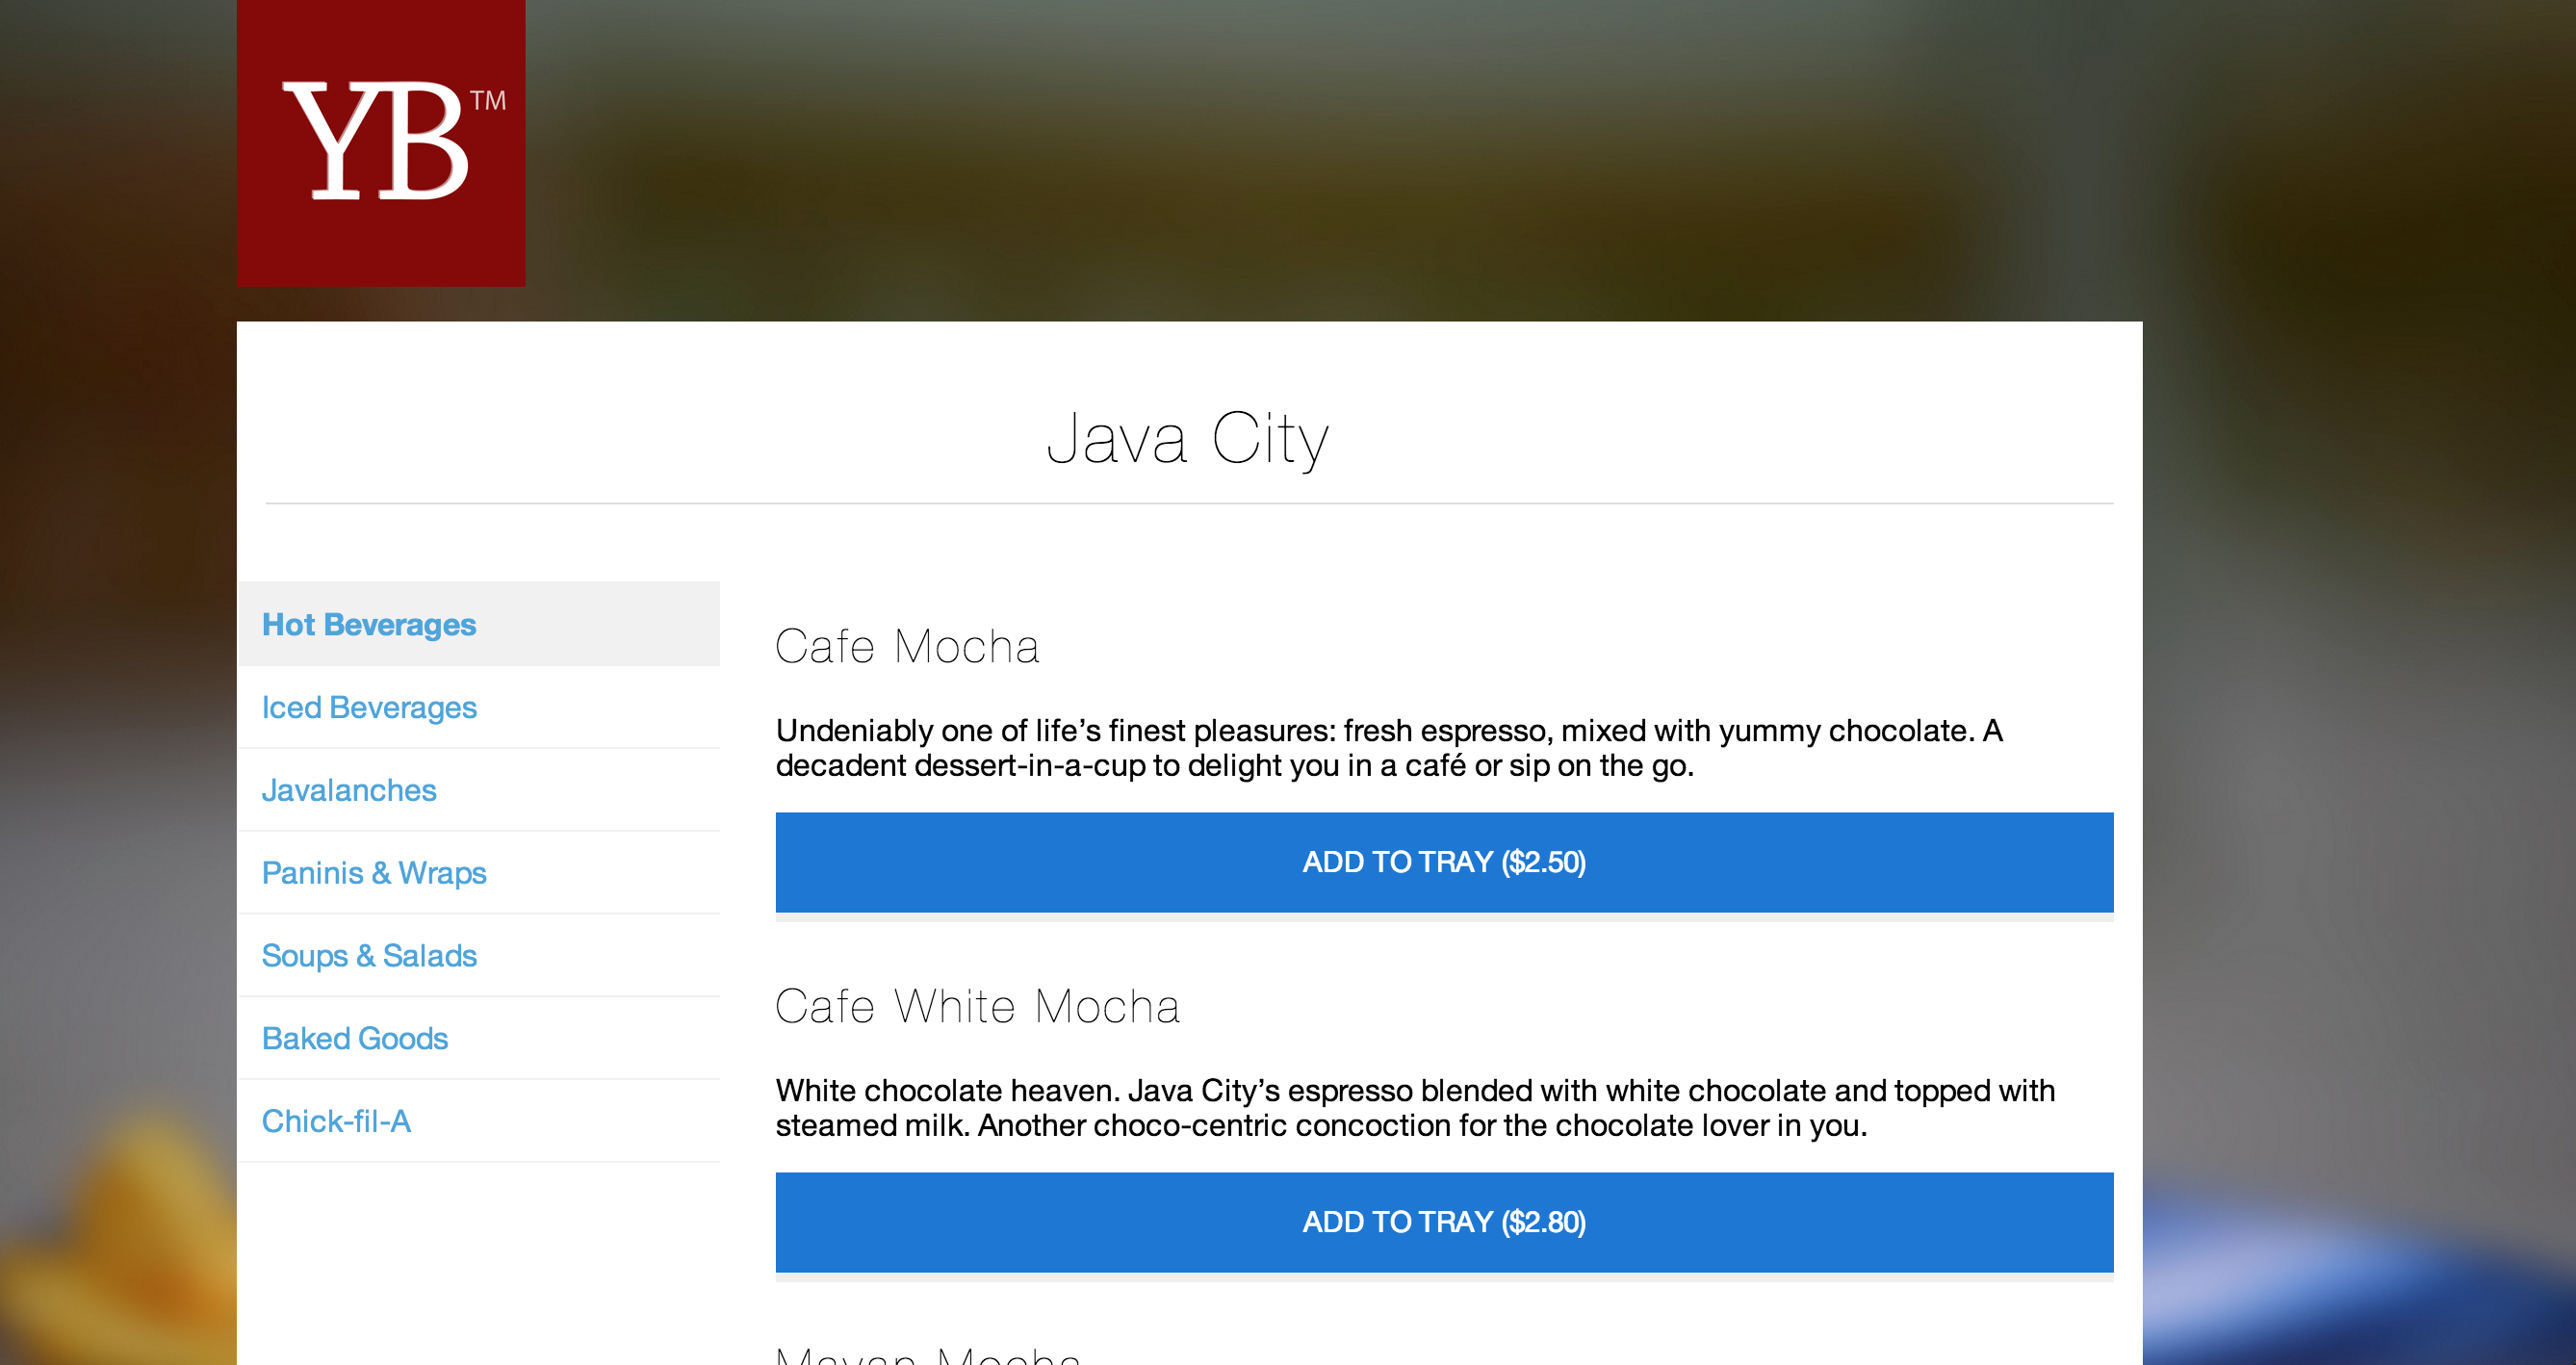 YB™
Java City
Hot Beverages
Iced Beverages
Javalanches
Paninis & Wraps
Soups & Salads
Baked Goods
Chick-fil-A
Cafe Mocha
Undeniably one of life’s finest pleasures: fresh espresso, mixed with yummy chocolate. A
decadent dessert-in-a-cup to delight you in a café or sip on the go.
ADD TO TRAY ($2.50)
Cafe White Mocha
White chocolate heaven. Java City’s espresso blended with white chocolate and topped with
steamed milk. Another choco-centric concoction for the chocolate lover in you.
ADD TO TRAY ($2.80)
Mayan Mocha